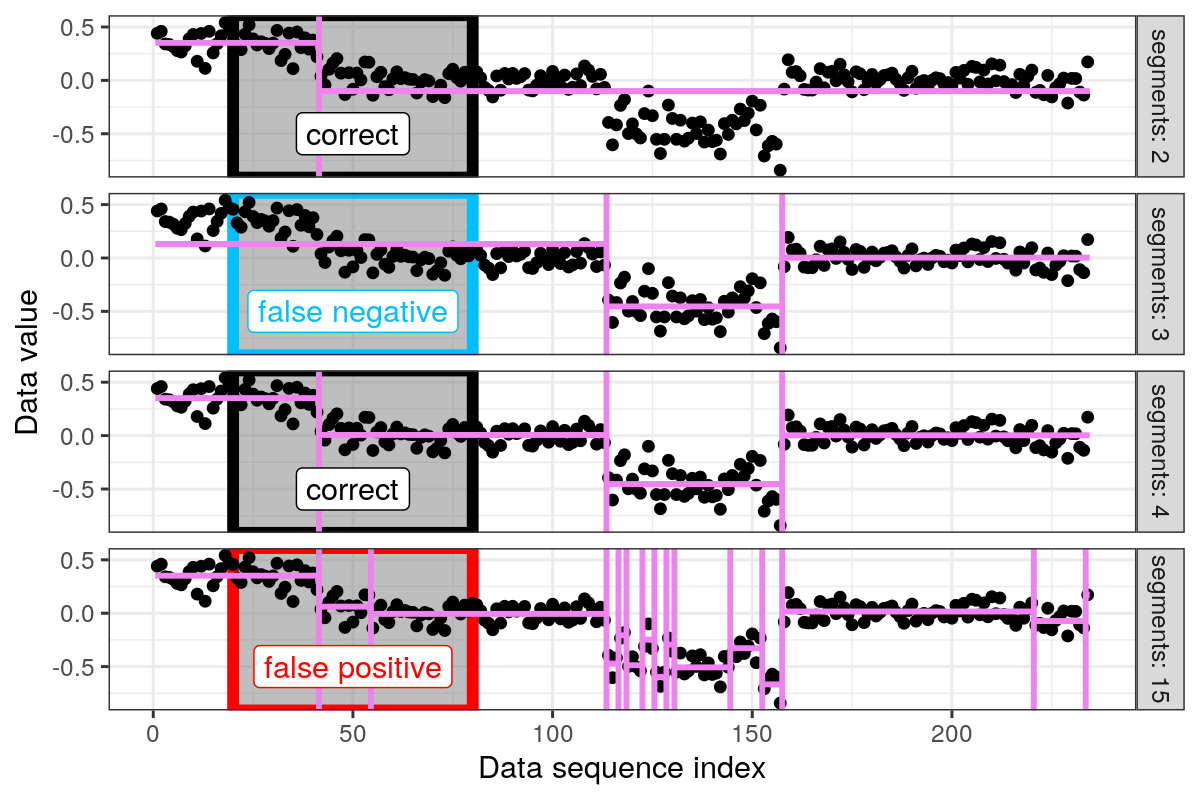 0.5
0.0
-0.5
correct
segments: 2
0.5
0.0
-0.5
false negative
segments: 3
Data value
0.5
0.0
-0.5
correct
segments: 4
0.5
0.0
-0.5
false positive
segments: 15
0 50 100 150 200
Data sequence index